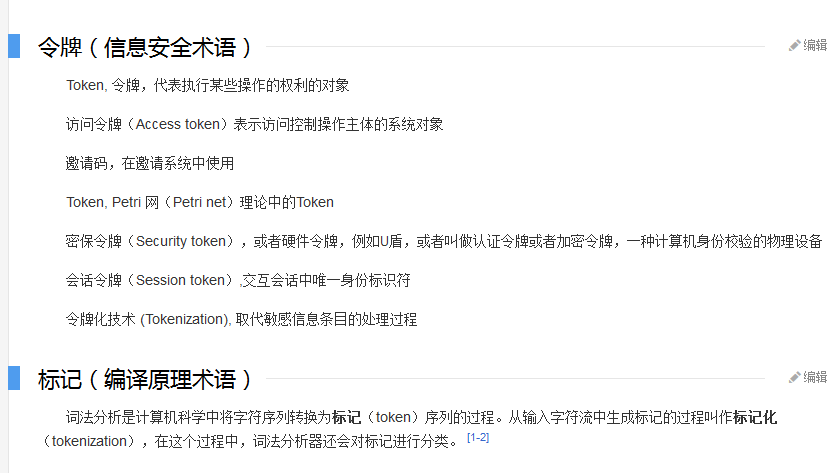 令牌（信息安全术语）
编辑
Token, 令牌，代表执行某些操作的权利的对象
访问令牌（Access token）表示访问控制操作主体的系统对象
邀请码，在邀请系统中使用
Token, Petri 网（Petri net）理论中的Token
密保令牌（Security token），或者硬件令牌，例如U盾，或者叫做认证令牌或者加密令牌，一种计算机身份校验的物理设备
会话令牌（Session token）,交互会话中唯一身份标识符
令牌化技术 (Tokenization), 取代敏感信息条目的处理过程
标记（编译原理术语）
编辑
词法分析是计算机科学中将字符序列转换为标记（token）序列的过程。从输入字符流中生成标记的过程叫作标记化
（tokenization），在这个过程中，词法分析器还会对标记进行分类。 [1-2]